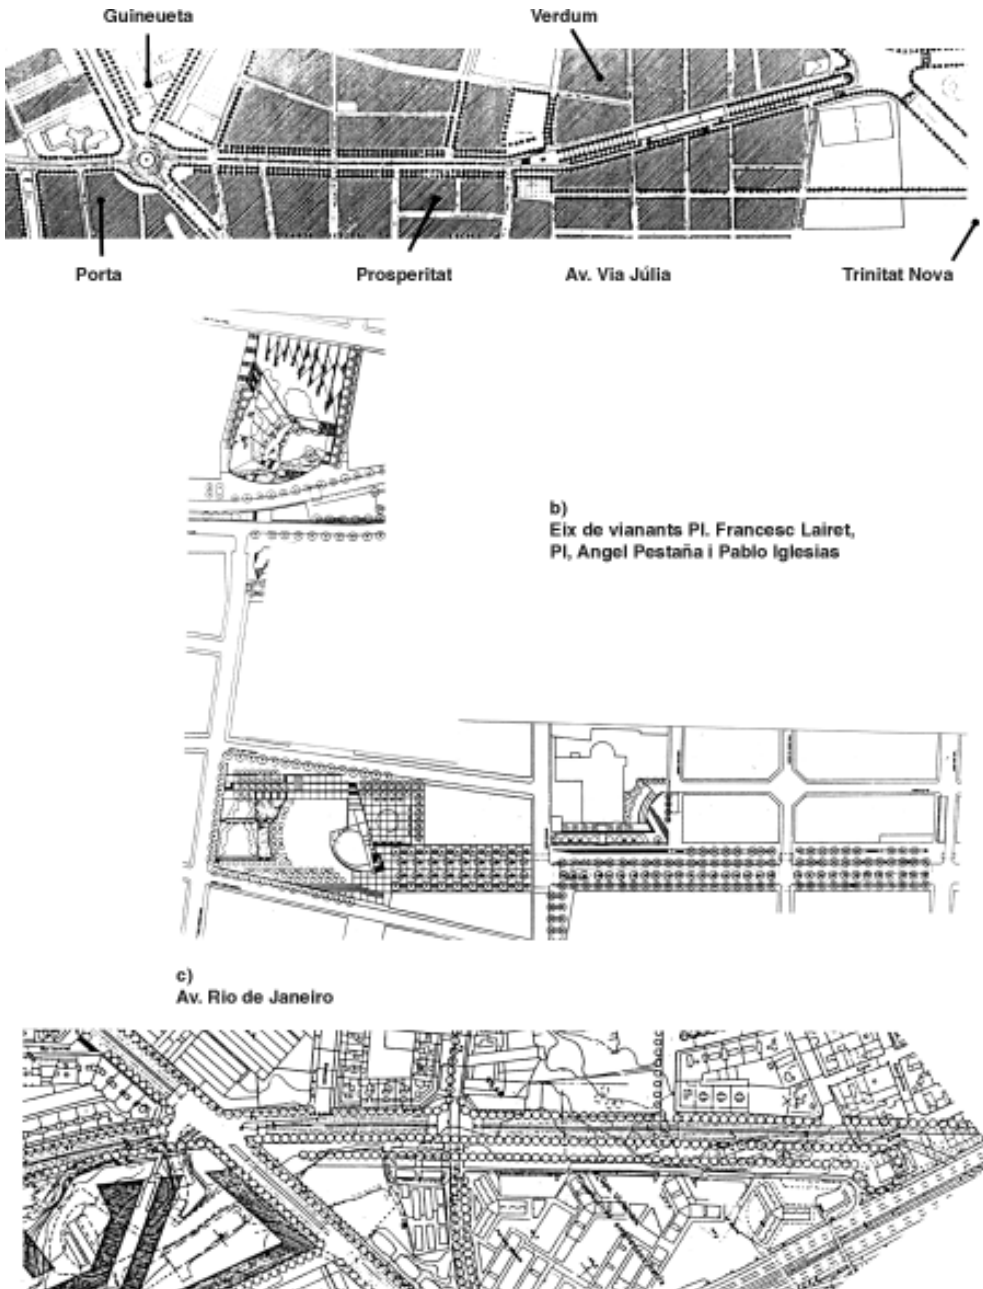 Guineueta
Verdum
Porta
Prosperitat
Av. Via Júlia
Trinitat Nova
b)
Eix de vianants Pl. Francesc Lairet,
Pl, Angel Pestaña i Pablo Iglesias
c)
Av. Rio de Janeiro